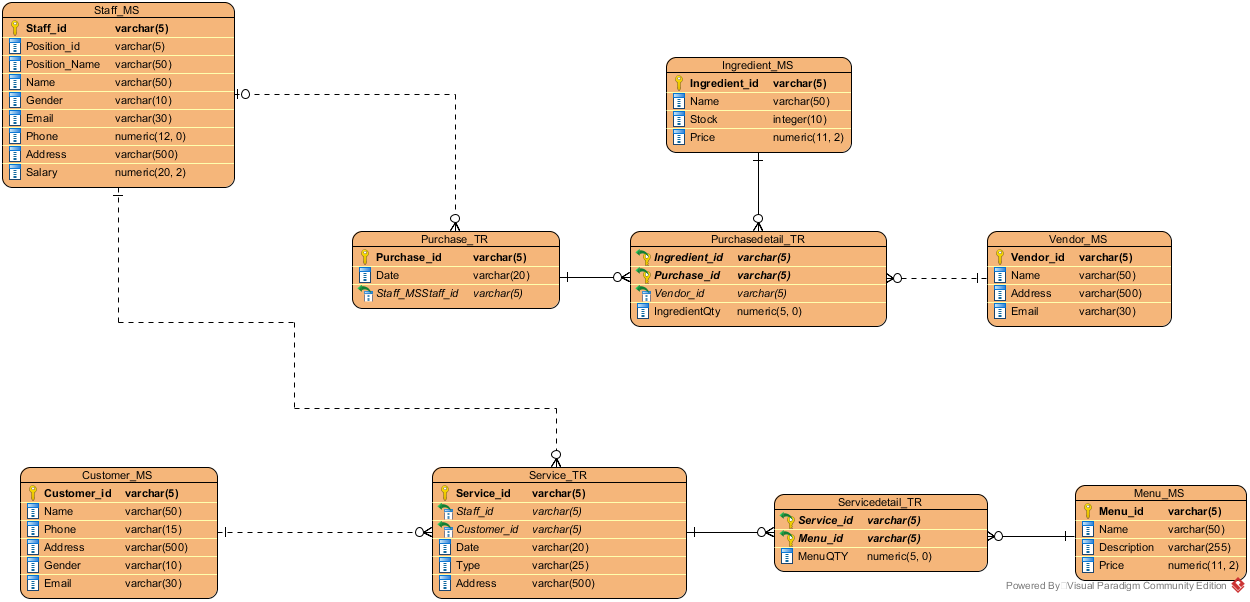 Staff_MS
Staff_id varchar(5)
Position_id varchar(5)
Position_Name varchar(50)
Name varchar(50)
Gender varchar(10)
Email varchar(30)
Phone numeric(12, 0)
Address varchar(500)
Salary numeric(20, 2)
Ingredient_MS
Ingredient_id varchar(5)
Name varchar(50)
Stock integer(10)
Price numeric(11, 2)
Purchase_TR
Purchase_id varchar(5)
Date varchar(20)
Staff_MSStaff_id varchar(5)
Purchasedetail_TR
Ingredient_id varchar(5)
Purchase_id varchar(5)
Vendor_id varchar(5)
IngredientQty numeric(5, 0)
Vendor_MS
Vendor_id varchar(5)
Name varchar(50)
Address varchar(500)
Email varchar(30)
Customer_MS
Customer_id varchar(5)
Name varchar(50)
Phone varchar(15)
Address varchar(500)
Gender varchar(10)
Email varchar(30)
Service_TR
Service_id varchar(5)
Staff_id varchar(5)
Customer_id varchar(5)
Date varchar(20)
Type varchar(25)
Address varchar(500)
Servicedetail_TR
Service_id varchar(5)
Menu_id varchar(5)
MenuQTY numeric(5, 0)
Menu_MS
Menu_id varchar(5)
Name varchar(50)
Description varchar(255)
Price numeric(11, 2)
Powered By Visual Paradigm Community Edition